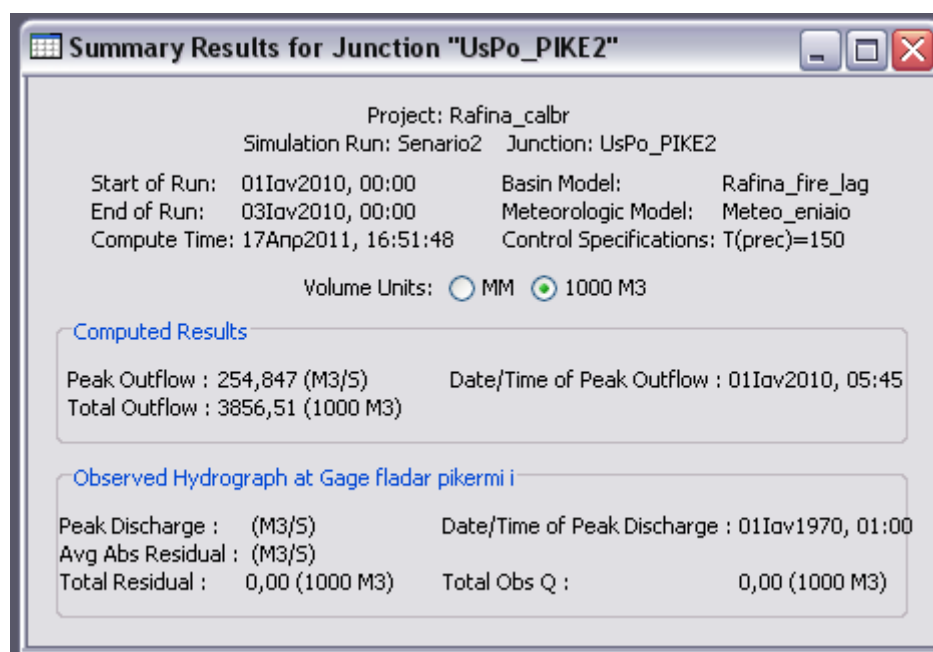 Summary Results for Junction "UsPo_PIKE2"
Project: Rafina_calbr
Simulation Run: Senario2 Junction: UsPo_PIKE2
Start of Run: 01Ιαν2010, 00:00 Basin Model: Rafina_fire_lag
End of Run: 03Ιαν2010, 00:00 Meteorologic Model: Meteo_eniaio
Compute Time: 17Απρ2011, 16:51:48 Control Specifications: T(prec)=150
Volume Units: MM 1000 M3
Computed Results
Peak Outflow : 254,847 (M3/S) Date/Time of Peak Outflow : 01Ιαν2010, 05:45
Total Outflow : 3856,51 (1000 M3)
Observed Hydrograph at Gage fladar pikermi i
Peak Discharge : (M3/S) Date/Time of Peak Discharge : 01Ιαν1970, 01:00
Avg Abs Residual : (M3/S)
Total Residual : 0,00 (1000 M3) Total Obs Q : 0,00 (1000 M3)